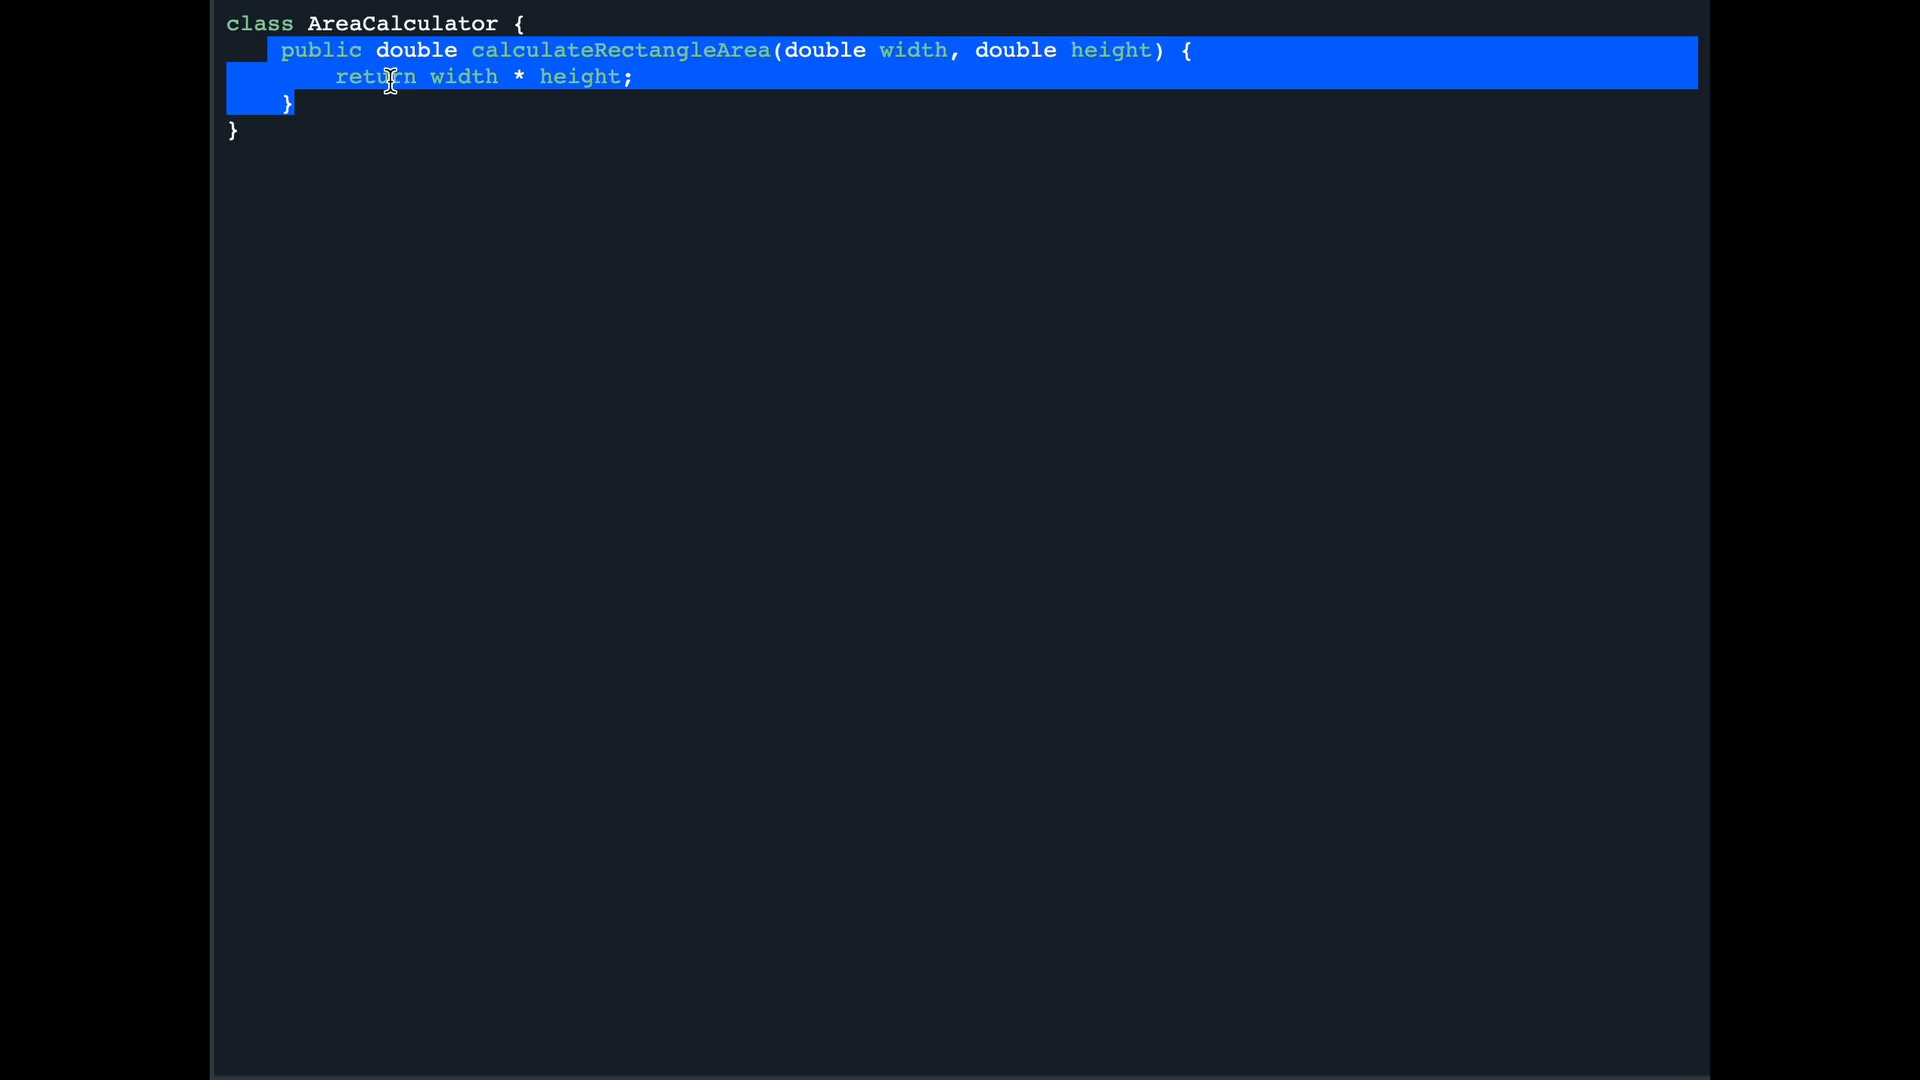 class AreaCalculator {
    public double calculateRectangleArea(double width, double height) {
        return width * height;
    }
}